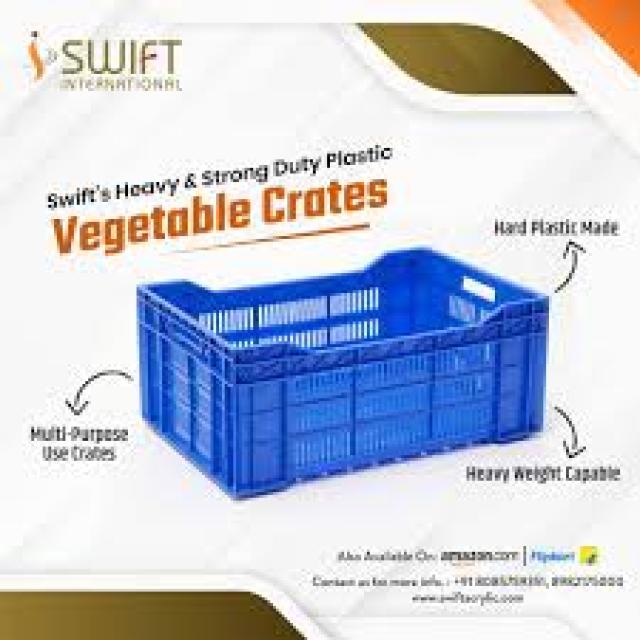 SWIFT
INTERNATIONAL
Swift's Heavy & Strong Duty Plastic
Vegetable Crates
Hard Plastic Made
Multi-Purpose
Use Crates
Heavy Weight Capable
Also Available On: amazon.com | Flipkart
Contact us for more info. :
www.swiftacrylic.com